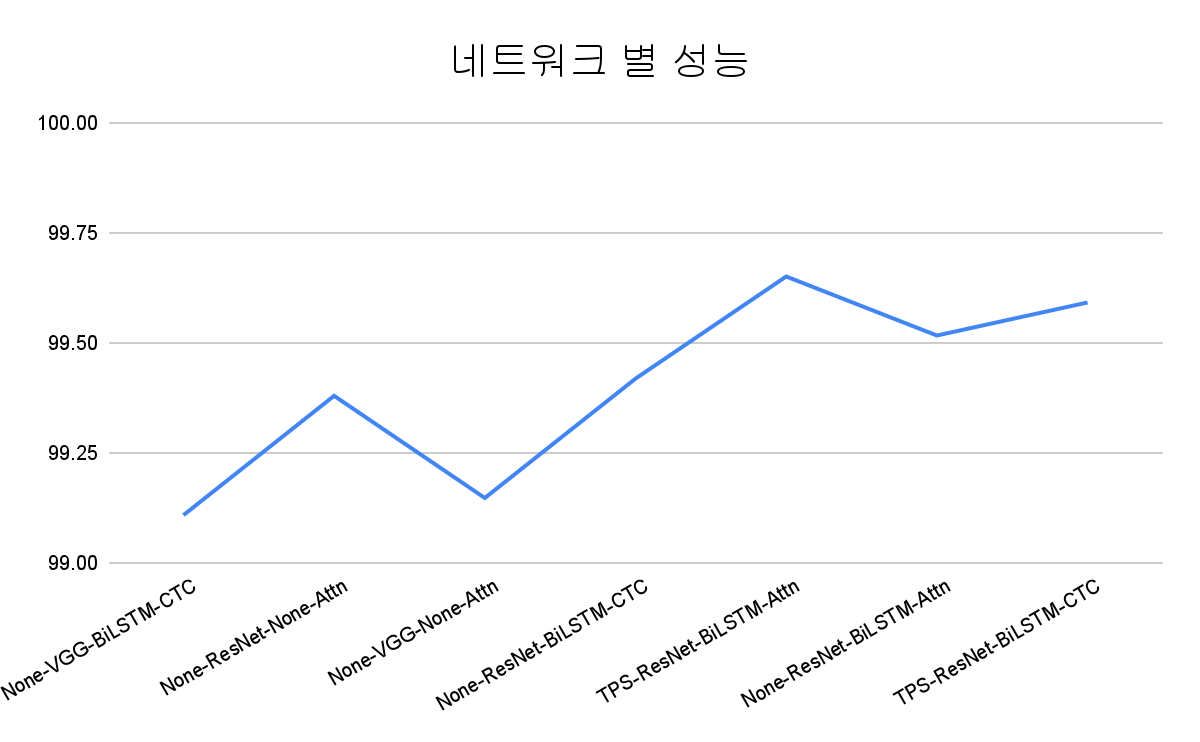 네트워크 별 성능
100.00
99.75
99.50
99.25
99.00
None-VGG-BiLSTM-CTC
None-ResNet-None-Attn
None-VGG-None-Attn
None-ResNet-BiLSTM-CTC
TPS-ResNet-BiLSTM-Attn
None-ResNet-BiLSTM-Attn
TPS-ResNet-BiLSTM-CTC